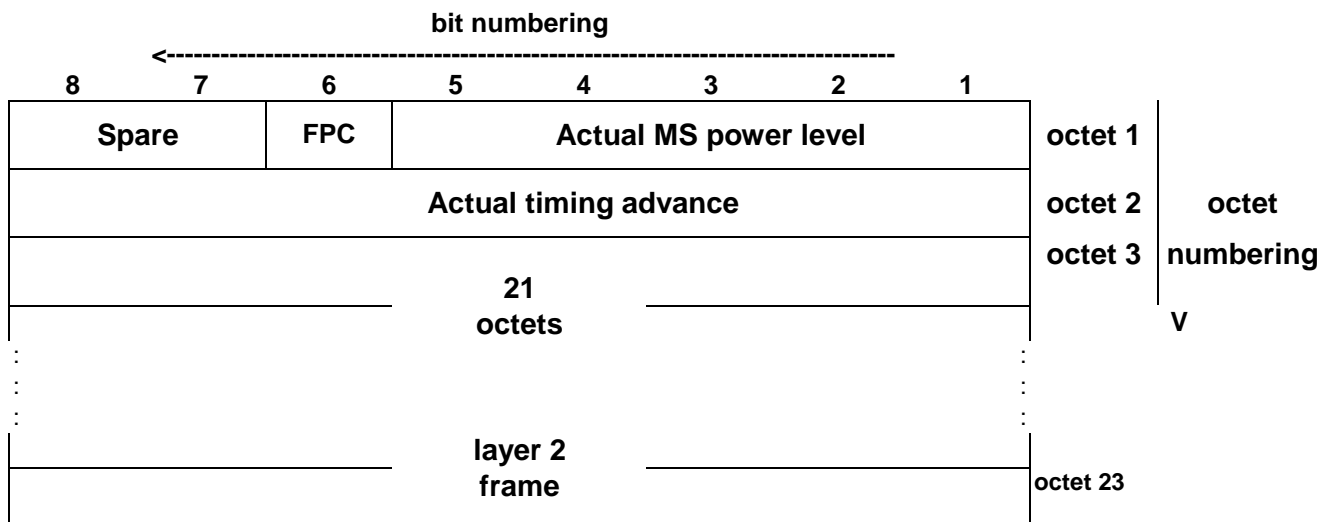 bit numbering
<-----------------------------------------------------------------------------------
8 7 6 5 4 3 2 1
Spare FPC Actual MS power level octet 1
Actual timing advance octet 2 octet
octet 3 numbering
21
octets
V
: :
: :
: :
layer 2
frame octet 23